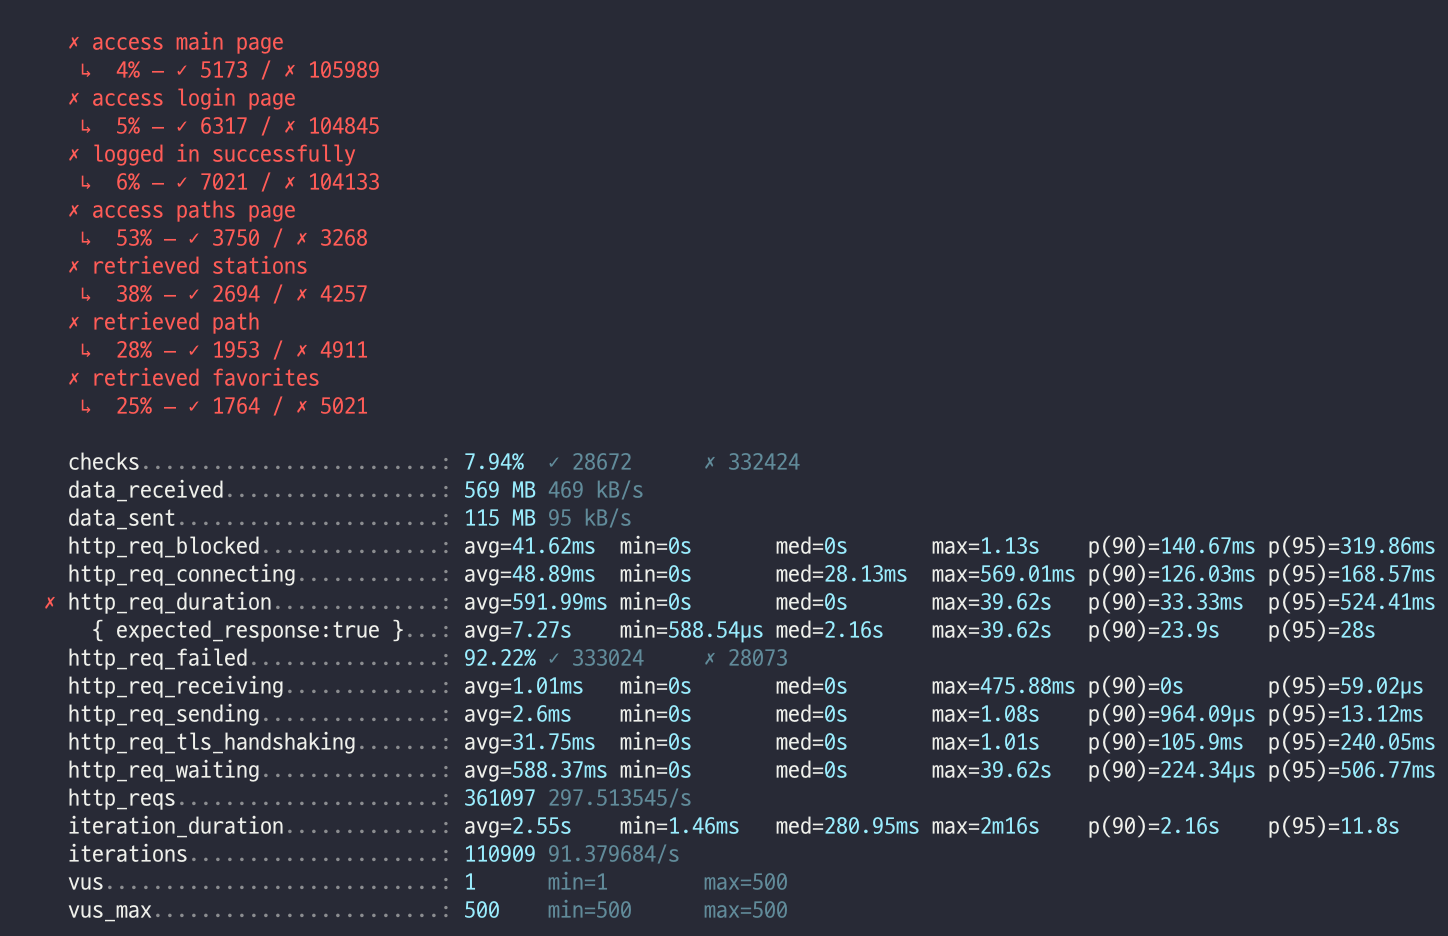 ✗ access main page
↳  4% — ✓ 5173 / ✗ 105989
✗ access login page
↳  5% — ✓ 6317 / ✗ 104845
✗ logged in successfully
↳  6% — ✓ 7021 / ✗ 104133
✗ access paths page
↳  53% — ✓ 3750 / ✗ 3268
✗ retrieved stations
↳  38% — ✓ 2694 / ✗ 4257
✗ retrieved path
↳  28% — ✓ 1953 / ✗ 4911
✗ retrieved favorites
↳  25% — ✓ 1764 / ✗ 5021
checks.........................: 7.94%  ✓ 28672      ✗ 332424
data_received..................: 569 MB 469 kB/s
data_sent......................: 115 MB 95 kB/s
http_req_blocked...............: avg=41.62ms  min=0s       med=0s       max=1.13s    p(90)=140.67ms p(95)=319.86ms
http_req_connecting............: avg=48.89ms  min=0s       med=28.13ms  max=569.01ms p(90)=126.03ms p(95)=168.57ms
✗ http_req_duration..............: avg=591.99ms min=0s       med=0s       max=39.62s   p(90)=33.33ms  p(95)=524.41ms
{ expected_response:true }...: avg=7.27s    min=588.54µs med=2.16s    max=39.62s   p(90)=23.9s    p(95)=28s
http_req_failed................: 92.22% ✓ 333024     ✗ 28073
http_req_receiving.............: avg=1.01ms   min=0s       med=0s       max=475.88ms p(90)=0s       p(95)=59.02µs
http_req_sending...............: avg=2.6ms    min=0s       med=0s       max=1.08s    p(90)=964.09µs p(95)=13.12ms
http_req_tls_handshaking.......: avg=31.75ms  min=0s       med=0s       max=1.01s    p(90)=105.9ms  p(95)=240.05ms
http_req_waiting...............: avg=588.37ms min=0s       med=0s       max=39.62s   p(90)=224.34µs p(95)=506.77ms
http_reqs......................: 361097 297.513545/s
iteration_duration.............: avg=2.55s    min=1.46ms   med=280.95ms max=2m16s    p(90)=2.16s    p(95)=11.8s
iterations.....................: 110909 91.379684/s
vus............................: 1      min=1        max=500
vus_max........................: 500    min=500      max=500